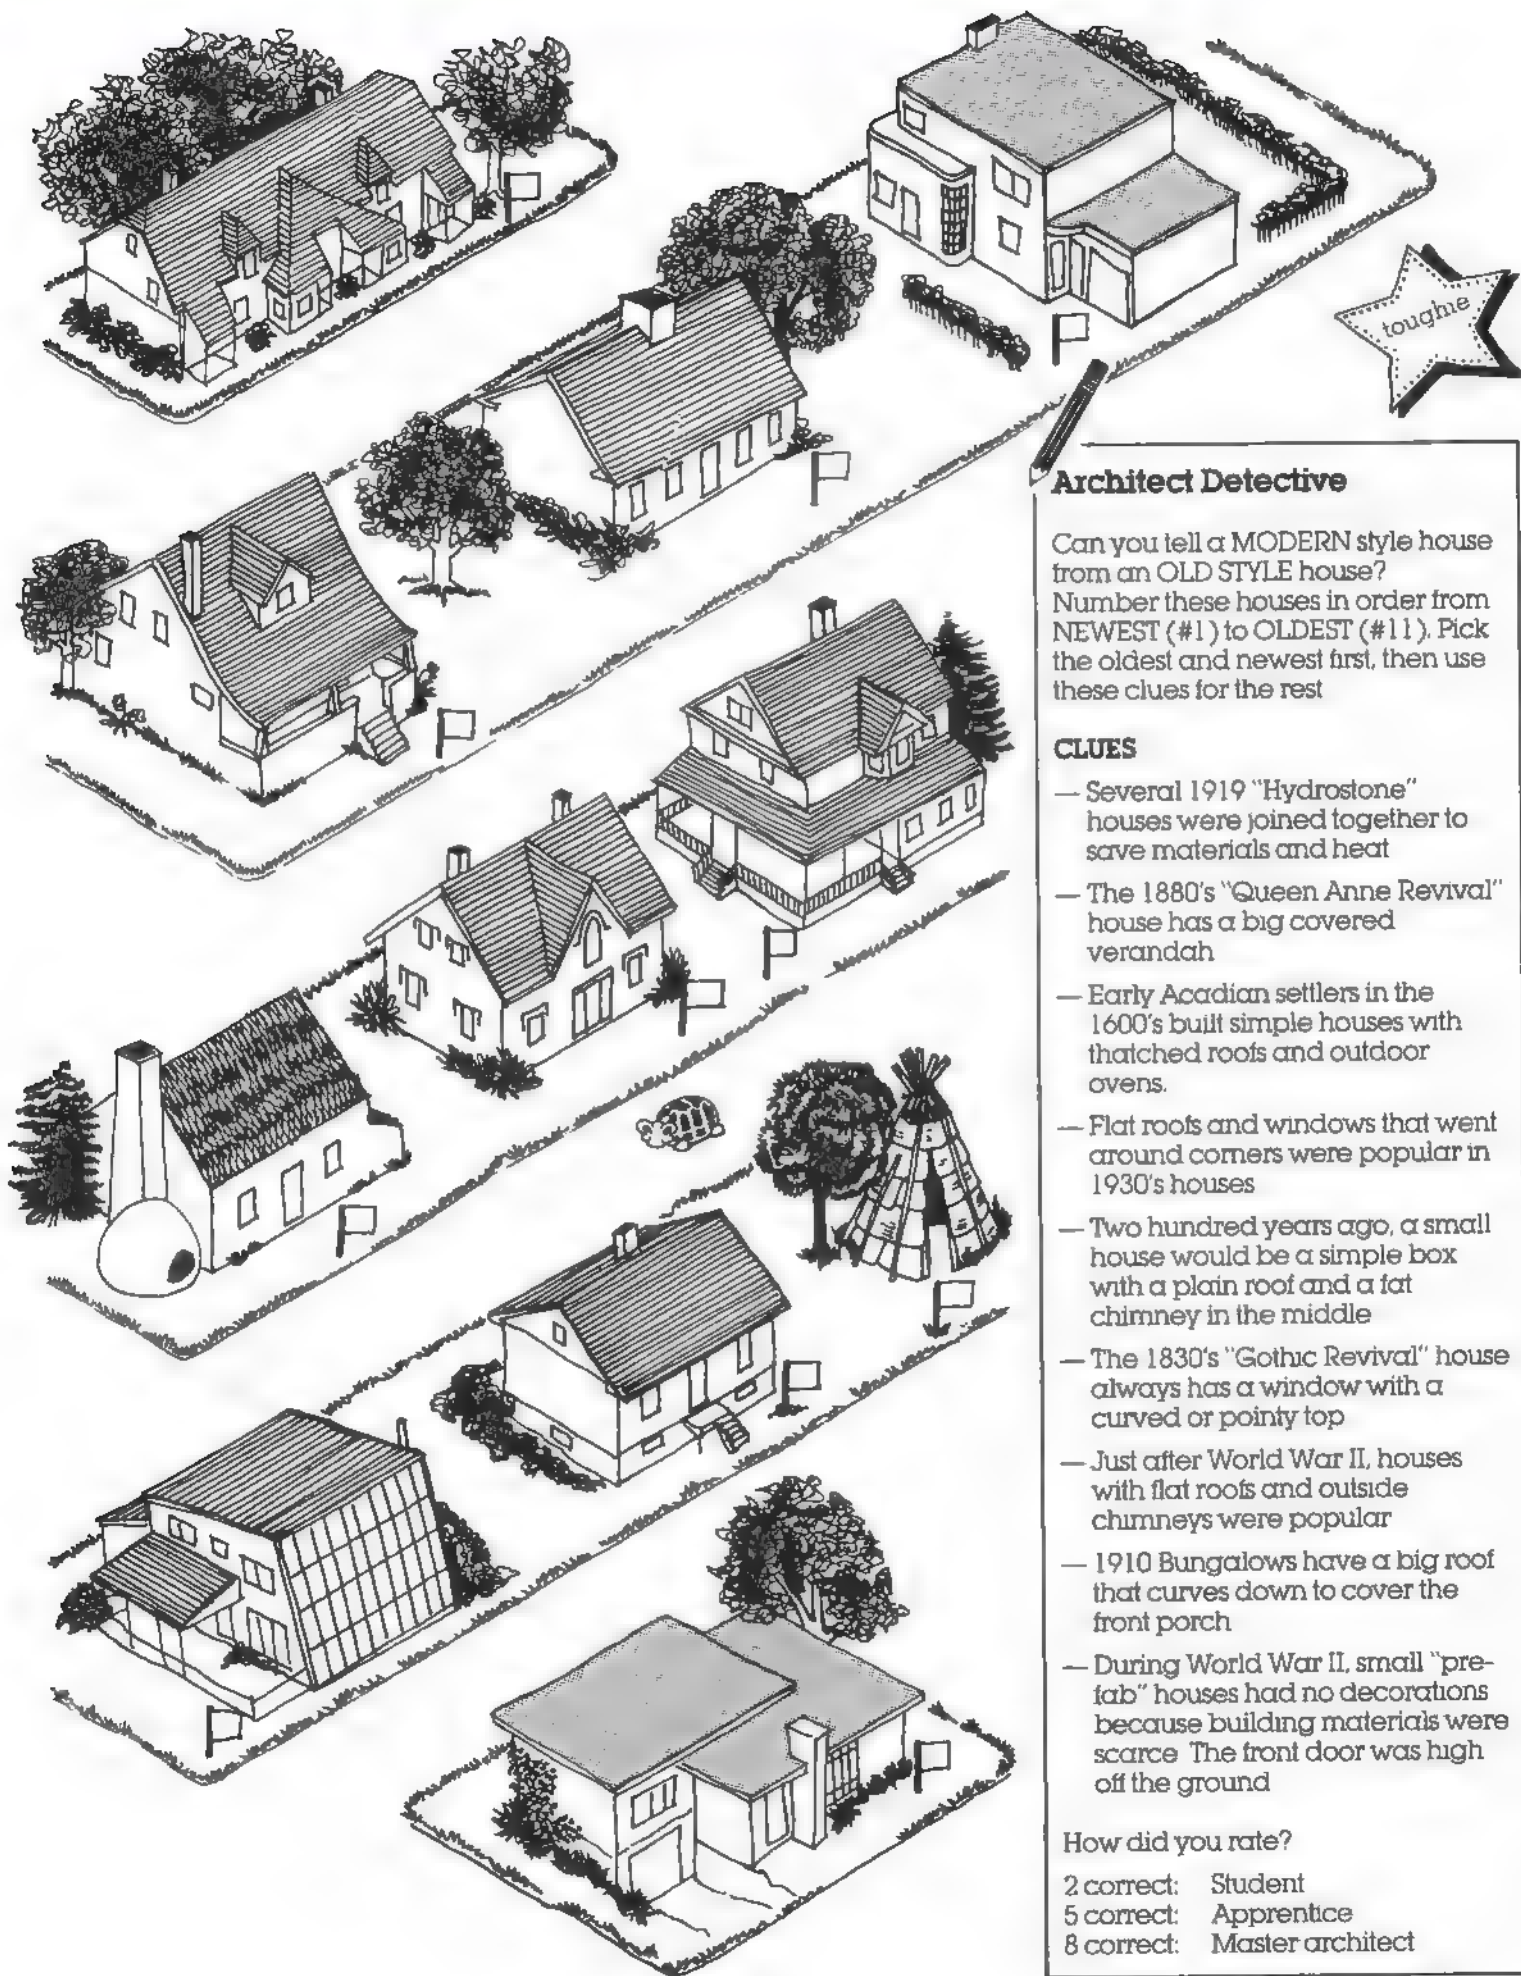 toughie
Architect Detective
Can you tell a MODERN style house
from an OLD STYLE house?
Number these houses in order from
NEWEST (#1) to OLDEST (#11). Pick
the oldest and newest first, then use
these clues for the rest
CLUES
— Several 1919 "Hydrostone"
houses were joined together to
save materials and heat
— The 1880's "Queen Anne Revival"
house has a big covered
verandah
— Early Acadian settlers in the
1600's built simple houses with
thatched roofs and outdoor
ovens.
— Flat roofs and windows that went
around corners were popular in
1930's houses
— Two hundred years ago, a small
house would be a simple box
with a plain roof and a fat
chimney in the middle
— The 1830's "Gothic Revival" house
always has a window with a
curved or pointy top
— Just after World War II, houses
with flat roofs and outside
chimneys were popular
— 1910 Bungalows have a big roof
that curves down to cover the
front porch
— During World War II, small "pre-
fab" houses had no decorations
because building materials were
scarce The front door was high
off the ground
How did you rate?
2 correct: Student
5 correct: Apprentice
8 correct: Master architect